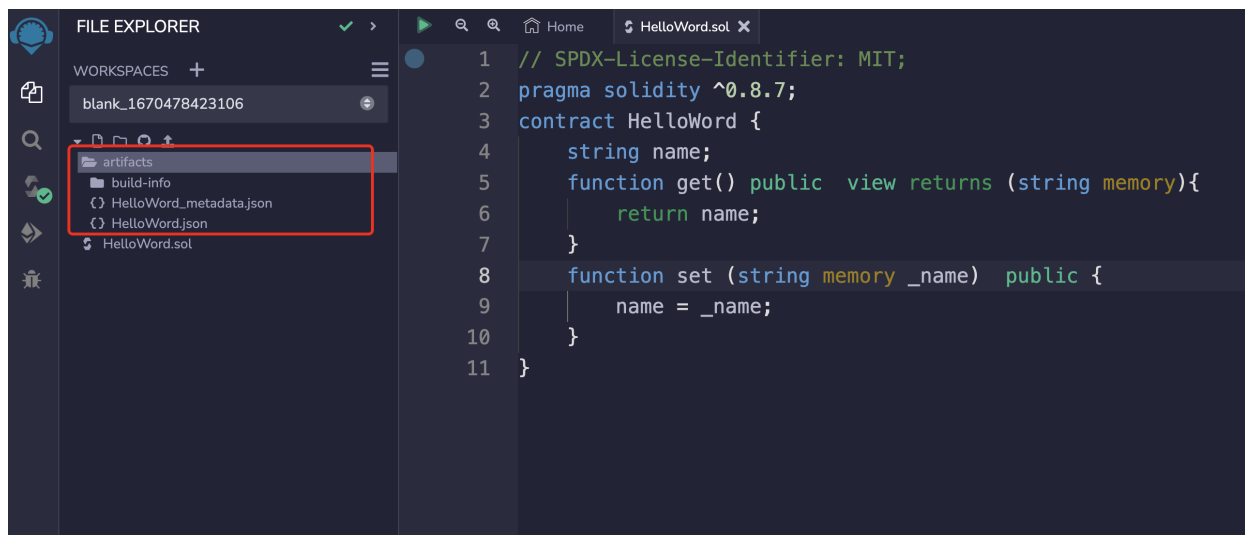 FILE EXPLORER
WORKSPACES
blank_1670478423106
artifacts
build-info
{} HelloWord_metadata.json
{} HelloWord.json
HelloWord.sol
Home
HelloWord.sol
1 // SPDX-License-Identifier: MIT;
2 pragma solidity ^0.8.7;
3 contract HelloWord {
4 string name;
5 function get() public  view returns (string memory){
6 return name;
7 }
8 function set (string memory _name)  public {
9 name = _name;
10 }
11 }